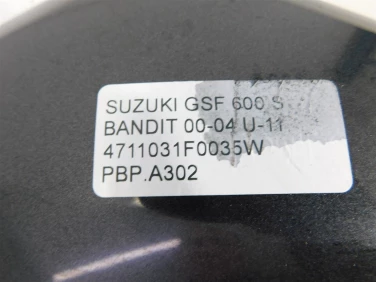 SUZUKI GSF 600 S
BANDIT 00-04 U-11
4711031F0035W
PBP.A302